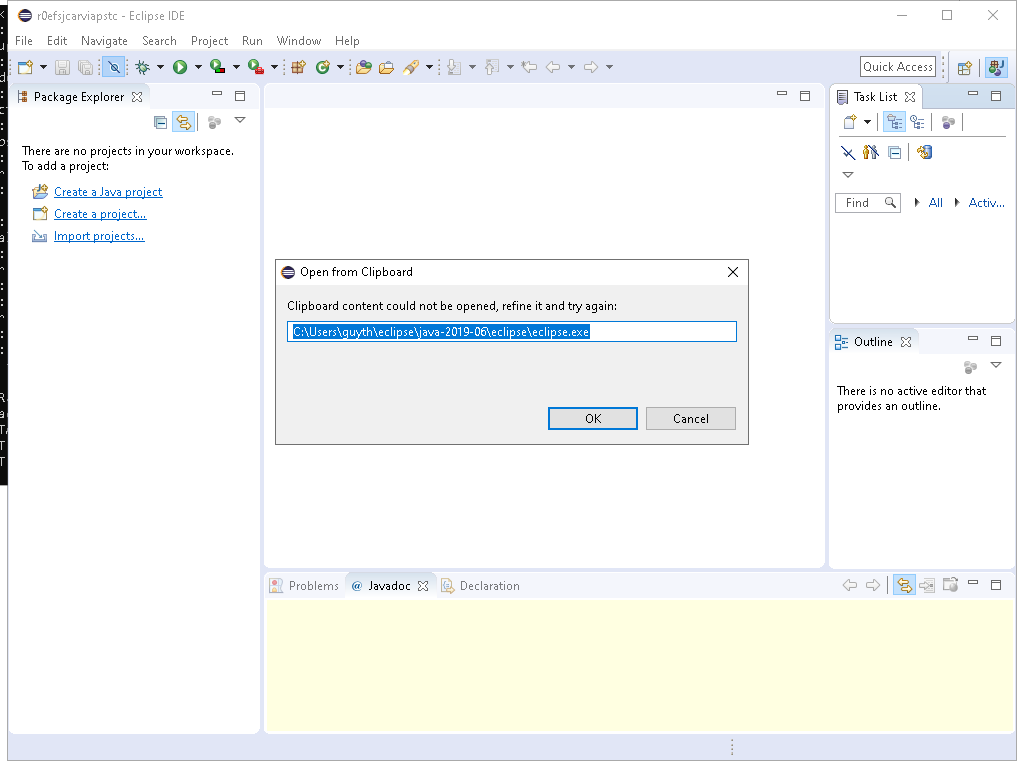 r0efsjcarviapstc - Eclipse IDE
File Edit Navigate Search Project Run Window Help
Quick Access
Package Explorer
There are no projects in your workspace.
To add a project:
Create a Java project
Create a project...
Import projects...
Task List
Find All Activ...
Open from Clipboard
Clipboard content could not be opened, refine it and try again:
C:\Users\guyth\eclipse\java-2019-06\eclipse\eclipse.exe
OK Cancel
Outline
There is no active editor that
provides an outline.
Problems @ Javadoc Declaration